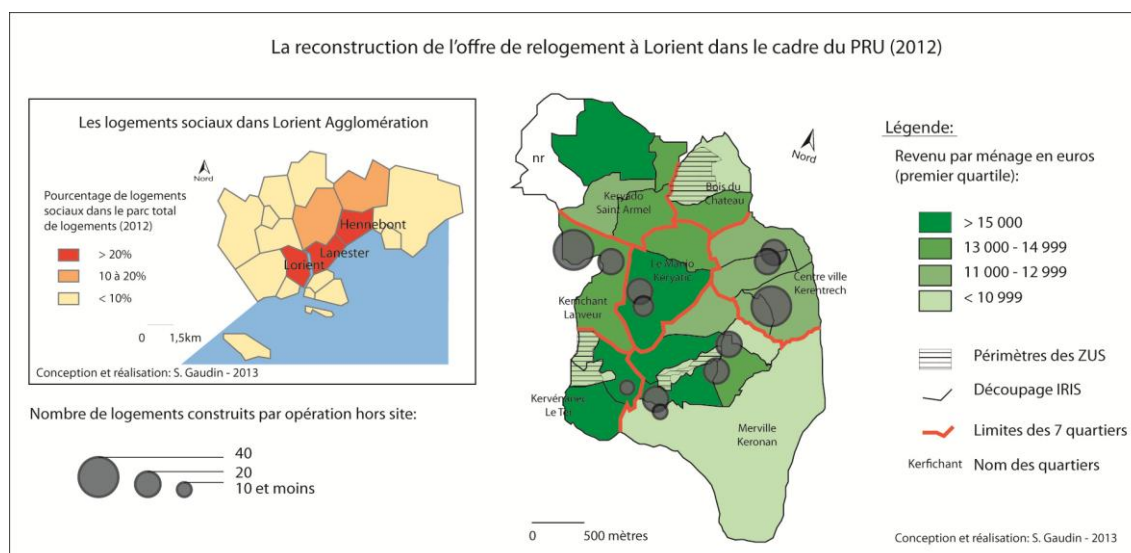 La reconstruction de l'offre de relogement à Lorient dans le cadre du PRU (2012)
Les logements sociaux dans Lorient Agglomération
Nord
Pourcentage de logements
sociaux dans le parc total
de logements (2012)
> 20%
10 à 20%
< 10%
Hennebont
Lanester
Lorient
0 1,5km
Conception et réalisation: S. Gaudin - 2013
Nombre de logements construits par opération hors site:
40
20
10 et moins
nr
Nord
Kervédo
Saint Armel
Bois du
Chateau
Le Manio
Keryado
Centre ville
Kerentrech
Kerfichant
Lanveur
Kervénanec
Le Ter
Merville
Keronan
0 500 mètres
Légende:
Revenu par ménage en euros
(premier quartile):
> 15 000
13 000 - 14 999
11 000 - 12 999
< 10 999
Périmètres des ZUS
Découpage IRIS
Limites des 7 quartiers
Kerfichant Nom des quartiers
Conception et réalisation: S. Gaudin - 2013